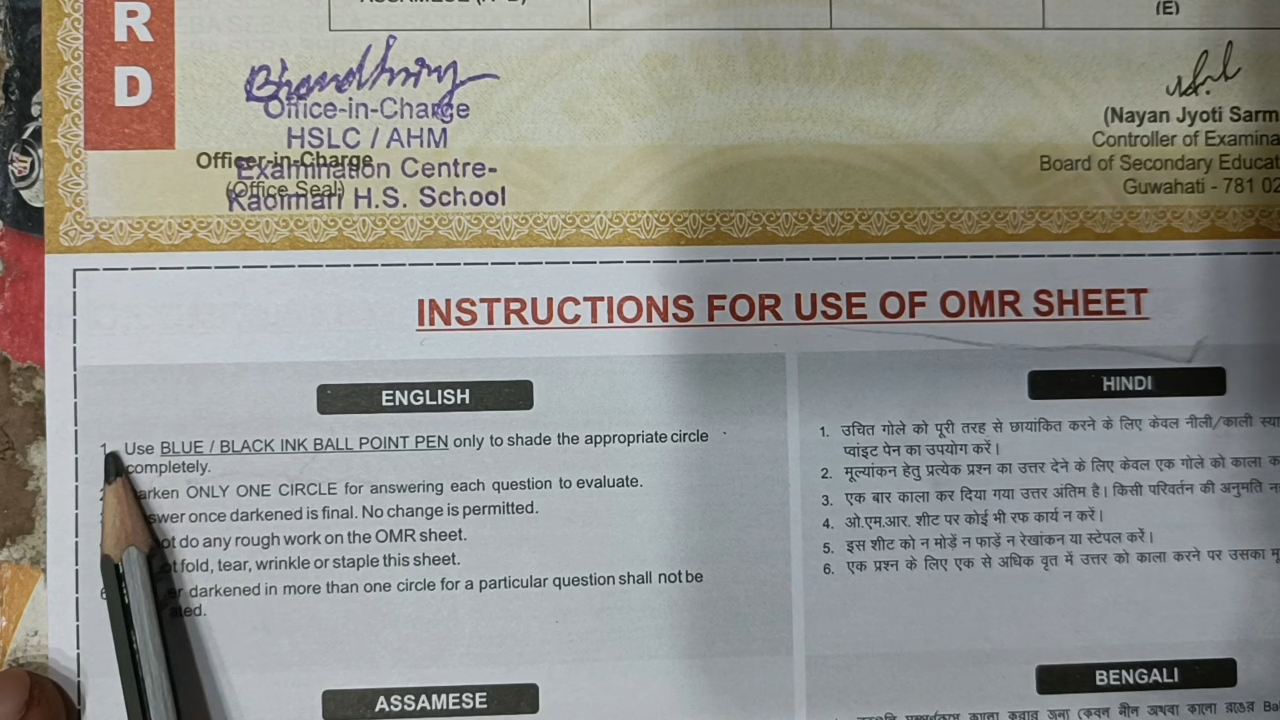 R
D
(E)
Office-in-Charge
HSLC / AHM
Officer-in-Charge
Examination Centre-
(Office Seal)
H.S. School
(Nayan Jyoti Sarm
Controller of Examina
Board of Secondary Educat
Guwahati - 781 02
INSTRUCTIONS FOR USE OF OMR SHEET
ENGLISH
1. Use BLUE / BLACK INK BALL POINT PEN only to shade the appropriate circle
completely.
arken ONLY ONE CIRCLE for answering each question to evaluate.
swer once darkened is final. No change is permitted.
ot do any rough work on the OMR sheet.
ot fold, tear, wrinkle or staple this sheet.
er darkened in more than one circle for a particular question shall not be
ated.
HINDI
1. उचित गोले को पूरी तरह से छायांकित करने के लिए केवल नीली/काली स्या
प्वांइट पेन का उपयोग करें।
2. मूल्यांकन हेतु प्रत्येक प्रश्न का उत्तर देने के लिए केवल एक गोले को काला क
3. एक बार काला कर दिया गया उत्तर अंतिम है। किसी परिवर्तन की अनुमति न
4. ओ.एम.आर. शीट पर कोई भी रफ कार्य न करें।
5. इस शीट को न मोड़ें न फाड़ें न रेखांकन या स्टेपल करें।
6. एक प्रश्न के लिए एक से अधिक वृत में उत्तर को काला करने पर उसका मू
ASSAMESE
BENGALI